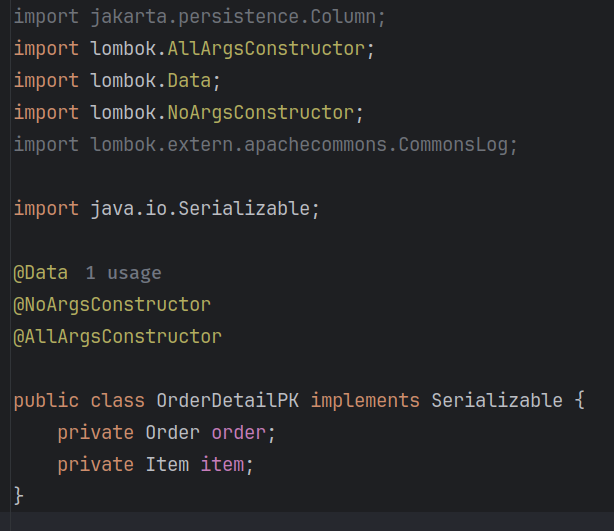 import jakarta.persistence.Column;
import lombok.AllArgsConstructor;
import lombok.Data;
import lombok.NoArgsConstructor;
import lombok.extern.apachecommons.CommonsLog;

import java.io.Serializable;

@Data 1 usage
@NoArgsConstructor
@AllArgsConstructor

public class OrderDetailPK implements Serializable {
    private Order order;
    private Item item;
}